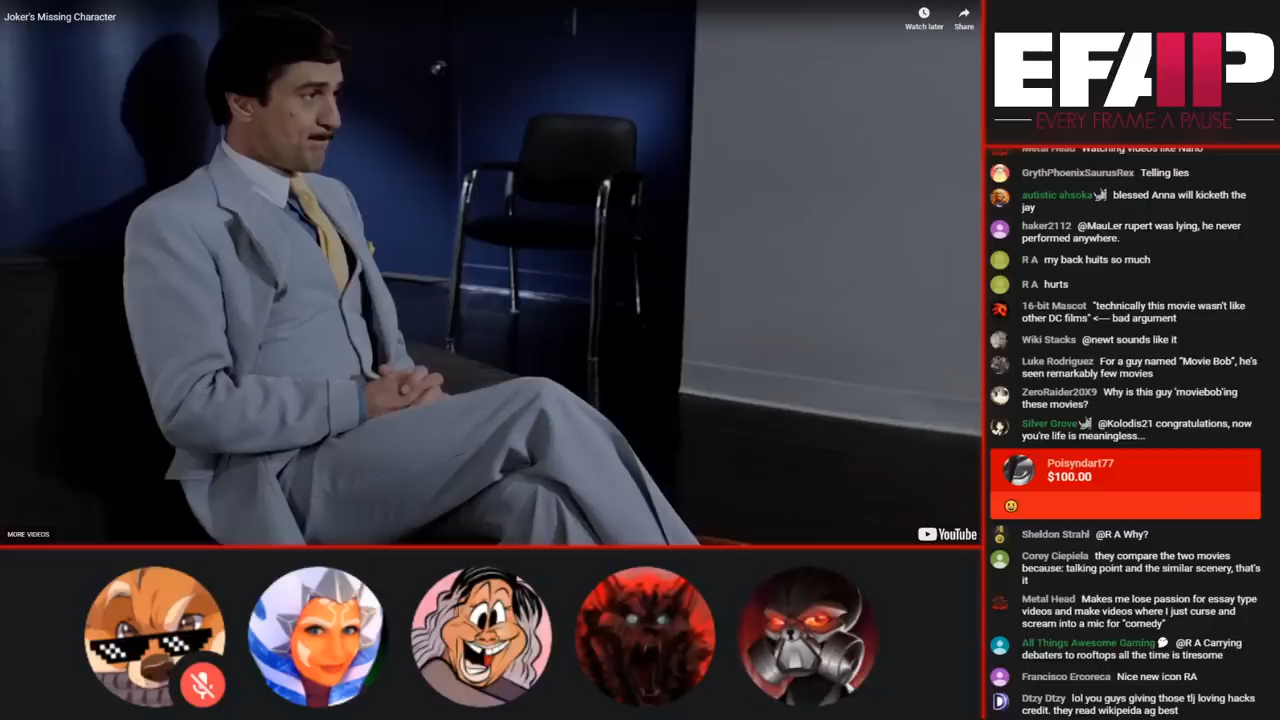 Joker's Missing Character
Watch later
Share
MORE VIDEOS
YouTube
EFAP
EVERY FRAME A PAUSE
Metal Head Watching videos like Nano
GrythPhoenixSaurusRex Telling lies
autistic ahsoka blessed Anna will kicketh the
jay
haker2112 @MauLer rupert was lying, he never
performed anywhere.
R A my back huits so much
R A hurts
16-bit Mascot "technically this movie wasn't like
other DC films" <— bad argument
Wiki Stacks @newt sounds like it
Luke Rodriguez For a guy named "Movie Bob", he's
seen remarkably few movies
ZeroRaider20X9 Why is this guy 'moviebob'ing
these movies?
Silver Grove @Kolodis21 congratulations, now
you're life is meaningless...
Poisyndart77
$100.00
Sheldon Strahl @R A Why?
Corey Ciepiela they compare the two movies
because: talking point and the similar scenery, that's
it
Metal Head Makes me lose passion for essay type
videos and make videos where I just curse and
scream into a mic for "comedy"
All Things Awesome Gaming @R A Carrying
debaters to rooftops all the time is tiresome
Francisco Ercoreca Nice new icon RA
Dtzy Dtzy lol you guys giving those tlj loving hacks
credit. they read wikipeida ag best